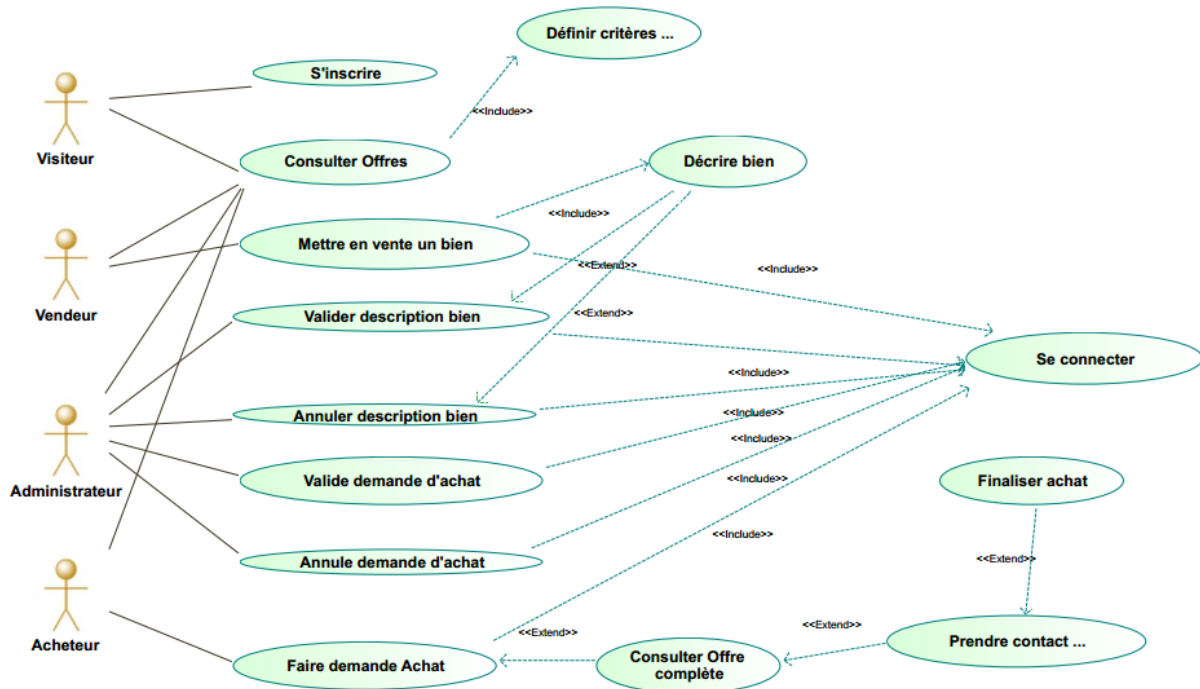 Définir critères ...
S'inscrire
<<Include>>
Visiteur
Consulter Offres
Décrire bien
<<Include>>
Mettre en vente un bien
<<Extend>>
<<Include>>
Vendeur
Valider description bien
<<Extend>>
Se connecter
<<Include>>
<<Include>>
Annuler description bien
<<Include>>
Administrateur
Valide demande d'achat
<<Include>>
Finaliser achat
<<Include>>
Annule demande d'achat
<<Extend>>
Acheteur
<<Extend>>
<<Extend>>
Prendre contact ...
Faire demande Achat
Consulter Offre
complète